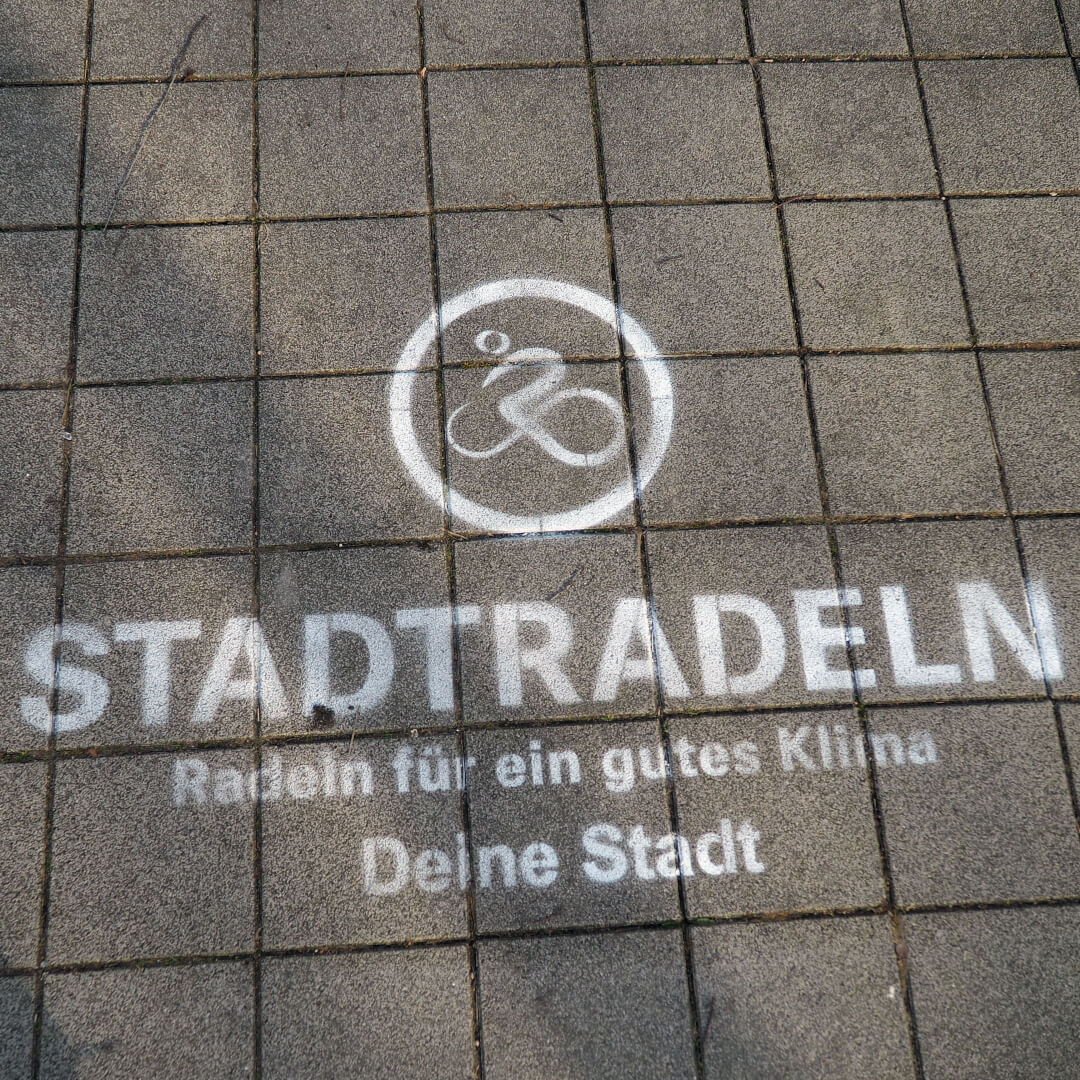 STADTRADELN
Radeln für ein gutes Klima
Deine Stadt